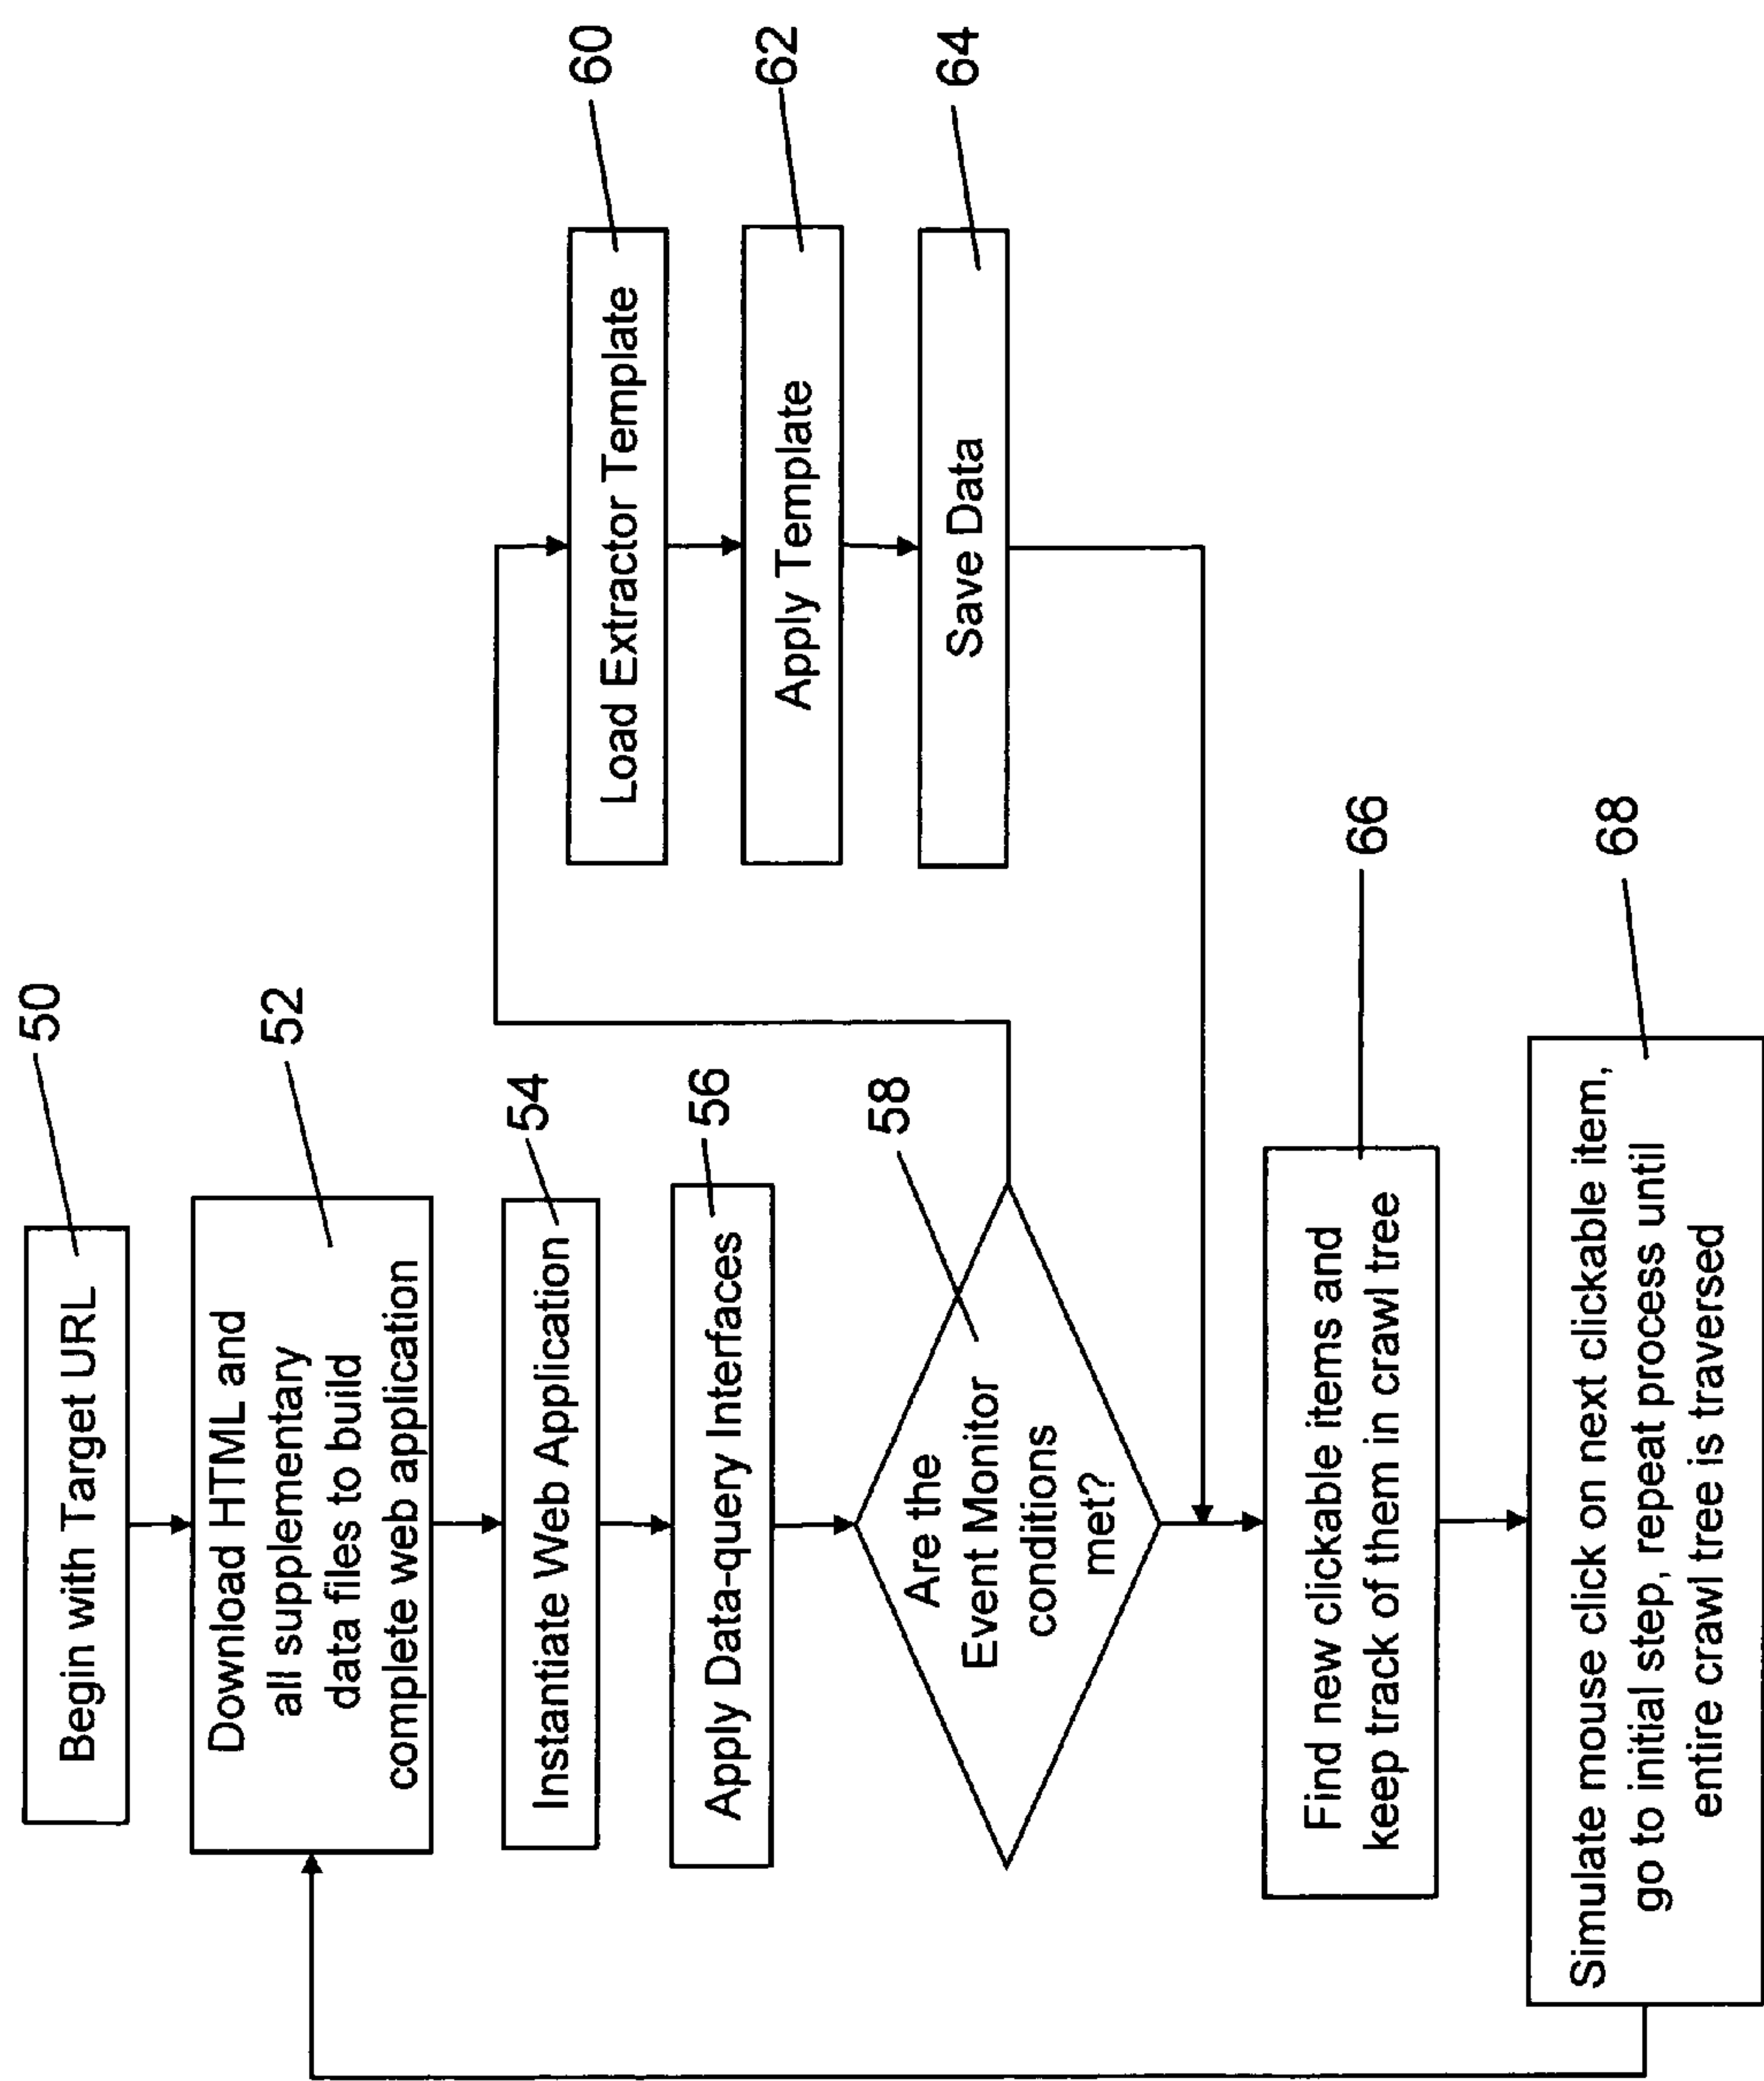 50
Begin with Target URL
52
Download HTML and
all supplementary
data files to build
complete web application
54
Instantiate Web Application
56
Apply Data-query Interfaces
58
Are the
Event Monitor
conditions
met?
60
Load Extractor Template
62
Apply Template
64
Save Data
66
Find new clickable items and
keep track of them in crawl tree
68
Simulate mouse click on next clickable item,
go to initial step, repeat process until
entire crawl tree is traversed